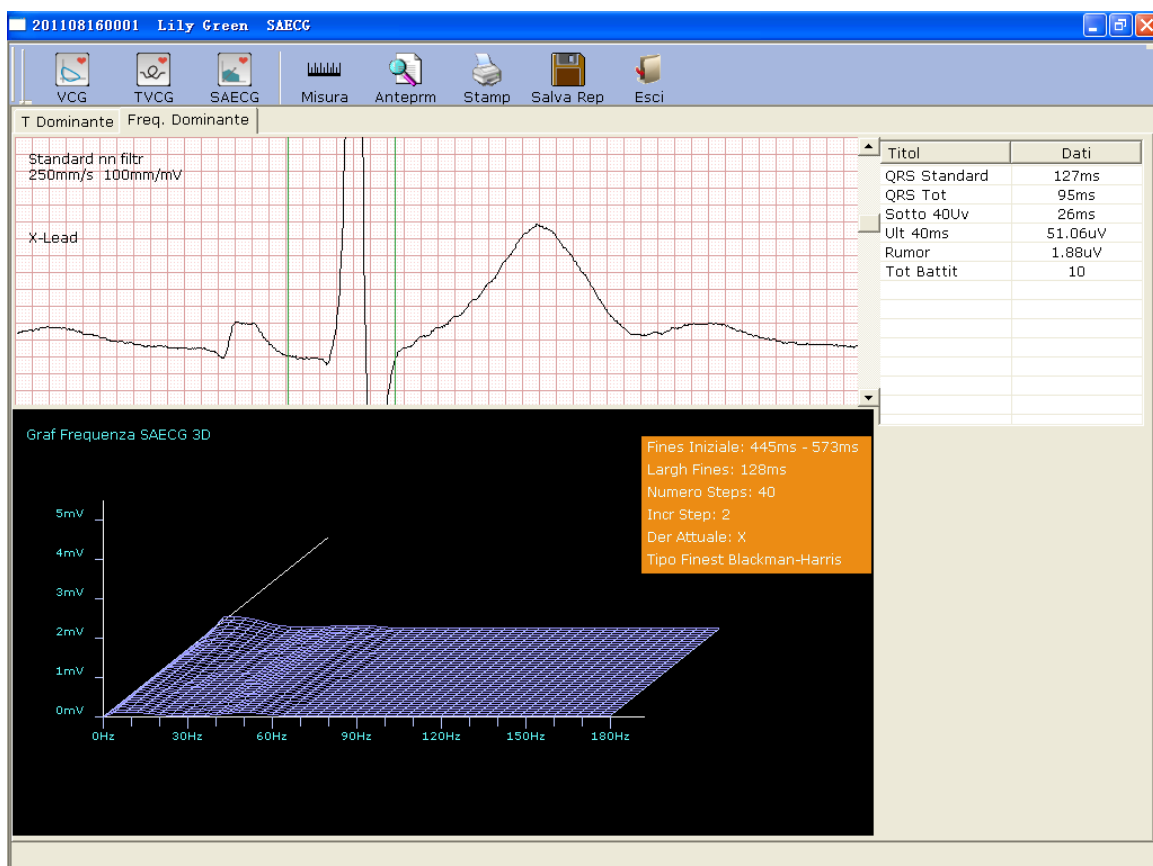 201108160001 Lily Green SAECG
VCG TVCG SAECG Misura Anteprm Stamp Salva Rep Esci
T Dominante Freq. Dominante
Standard nn filtr
250mm/s 100mm/mV
X-Lead
Titol Dati
QRS Standard 127ms
QRS Tot 95ms
Sotto 40Uv 26ms
Ult 40ms 51.06uV
Rumor 1.88uV
Tot Battit 10
Graf Frequenza SAECG 3D
Fines Iniziale: 445ms - 573ms
Largh Fines: 128ms
Numero Steps: 40
Incr Step: 2
Der Attuale: X
Tipo Finest Blackman-Harris
5mV
4mV
3mV
2mV
1mV
0mV
0Hz 30Hz 60Hz 90Hz 120Hz 150Hz 180Hz